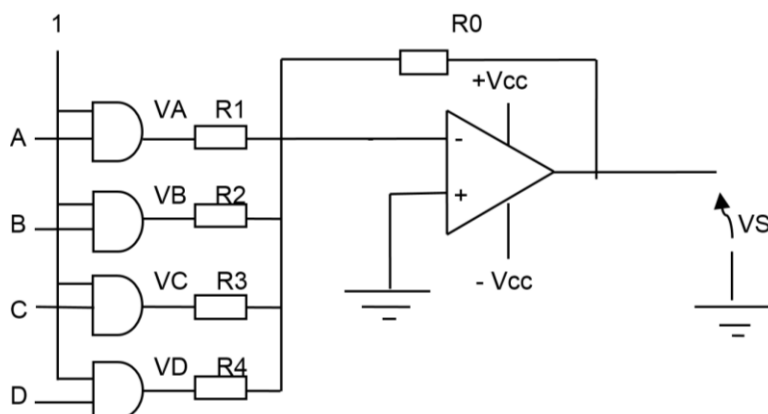 1
R0
+Vcc
A
VA
R1
-
B
VB
R2
+
VS
C
VC
R3
- Vcc
D
VD
R4